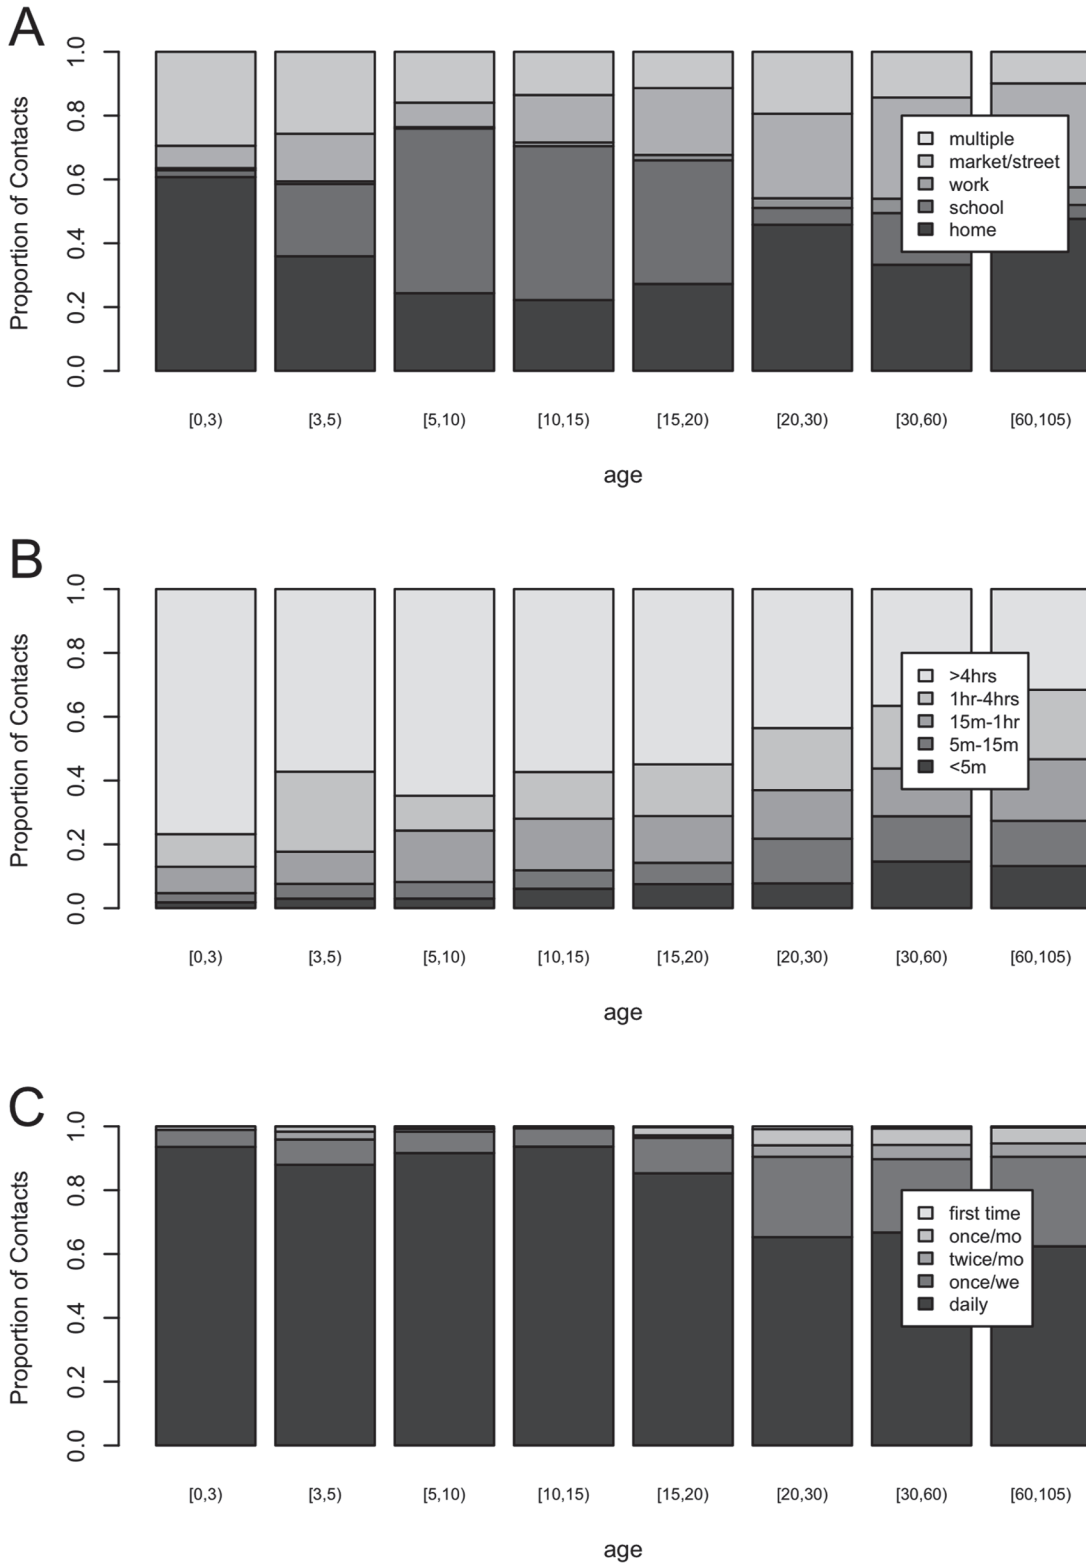 A
Proportion of Contacts
1.0
0.8
0.6
0.4
0.2
0.0
multiple
market/street
work
school
home
[0,3) [3,5) [5,10) [10,15) [15,20) [20,30) [30,60) [60,105)
age
B
Proportion of Contacts
1.0
0.8
0.6
0.4
0.2
0.0
>4hrs
1hr-4hrs
15m-1hr
5m-15m
<5m
[0,3) [3,5) [5,10) [10,15) [15,20) [20,30) [30,60) [60,105)
age
C
Proportion of Contacts
1.0
0.8
0.6
0.4
0.2
0.0
first time
once/mo
twice/mo
once/we
daily
[0,3) [3,5) [5,10) [10,15) [15,20) [20,30) [30,60) [60,105)
age